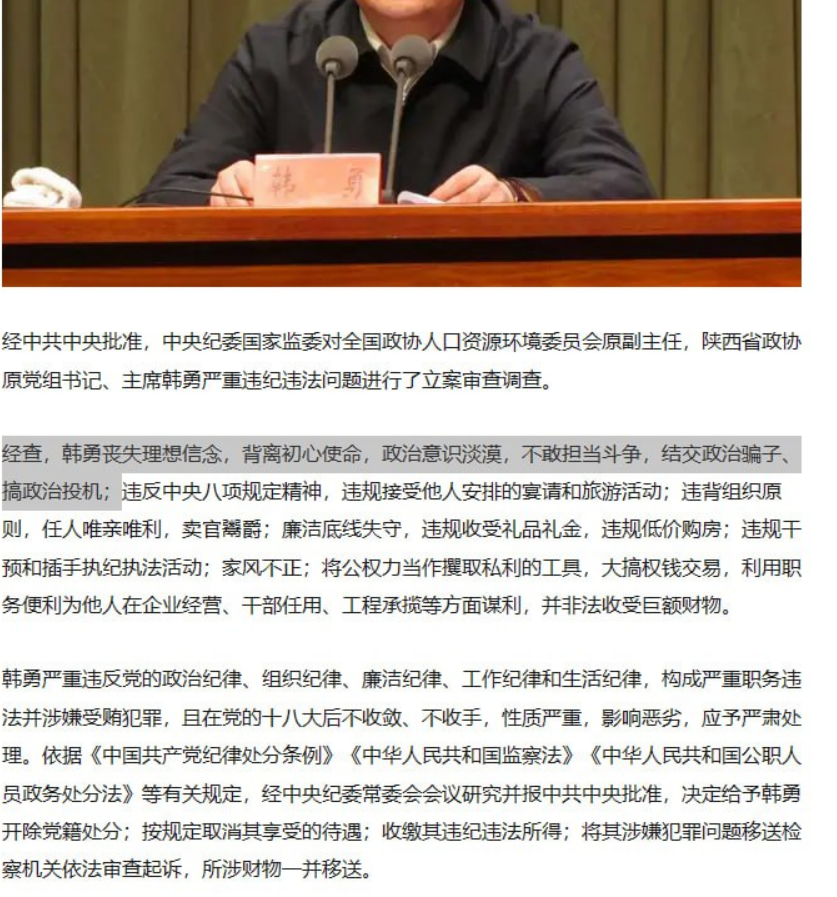 韩 勇
经中共中央批准，中央纪委国家监委对全国政协人口资源环境委员会原副主任，陕西省政协
原党组书记、主席韩勇严重违纪违法问题进行了立案审查调查。
经查，韩勇丧失理想信念，背离初心使命，政治意识淡漠，不敢担当斗争，结交政治骗子、
搞政治投机；违反中央八项规定精神，违规接受他人安排的宴请和旅游活动；违背组织原
则，任人唯亲唯利，卖官鬻爵；廉洁底线失守，违规收受礼品礼金，违规低价购房；违规干
预和插手执纪执法活动；家风不正；将公权力当作攫取私利的工具，大搞权钱交易，利用职
务便利为他人在企业经营、干部任用、工程承揽等方面谋利，并非法收受巨额财物。
韩勇严重违反党的政治纪律、组织纪律、廉洁纪律、工作纪律和生活纪律，构成严重职务违
法并涉嫌受贿犯罪，且在党的十八大后不收敛、不收手，性质严重，影响恶劣，应予严肃处
理。依据《中国共产党纪律处分条例》《中华人民共和国监察法》《中华人民共和国公职人
员政务处分法》等有关规定，经中央纪委常委会会议研究并报中共中央批准，决定给予韩勇
开除党籍处分；按规定取消其享受的待遇；收缴其违纪违法所得；将其涉嫌犯罪问题移送检
察机关依法审查起诉，所涉财物一并移送。